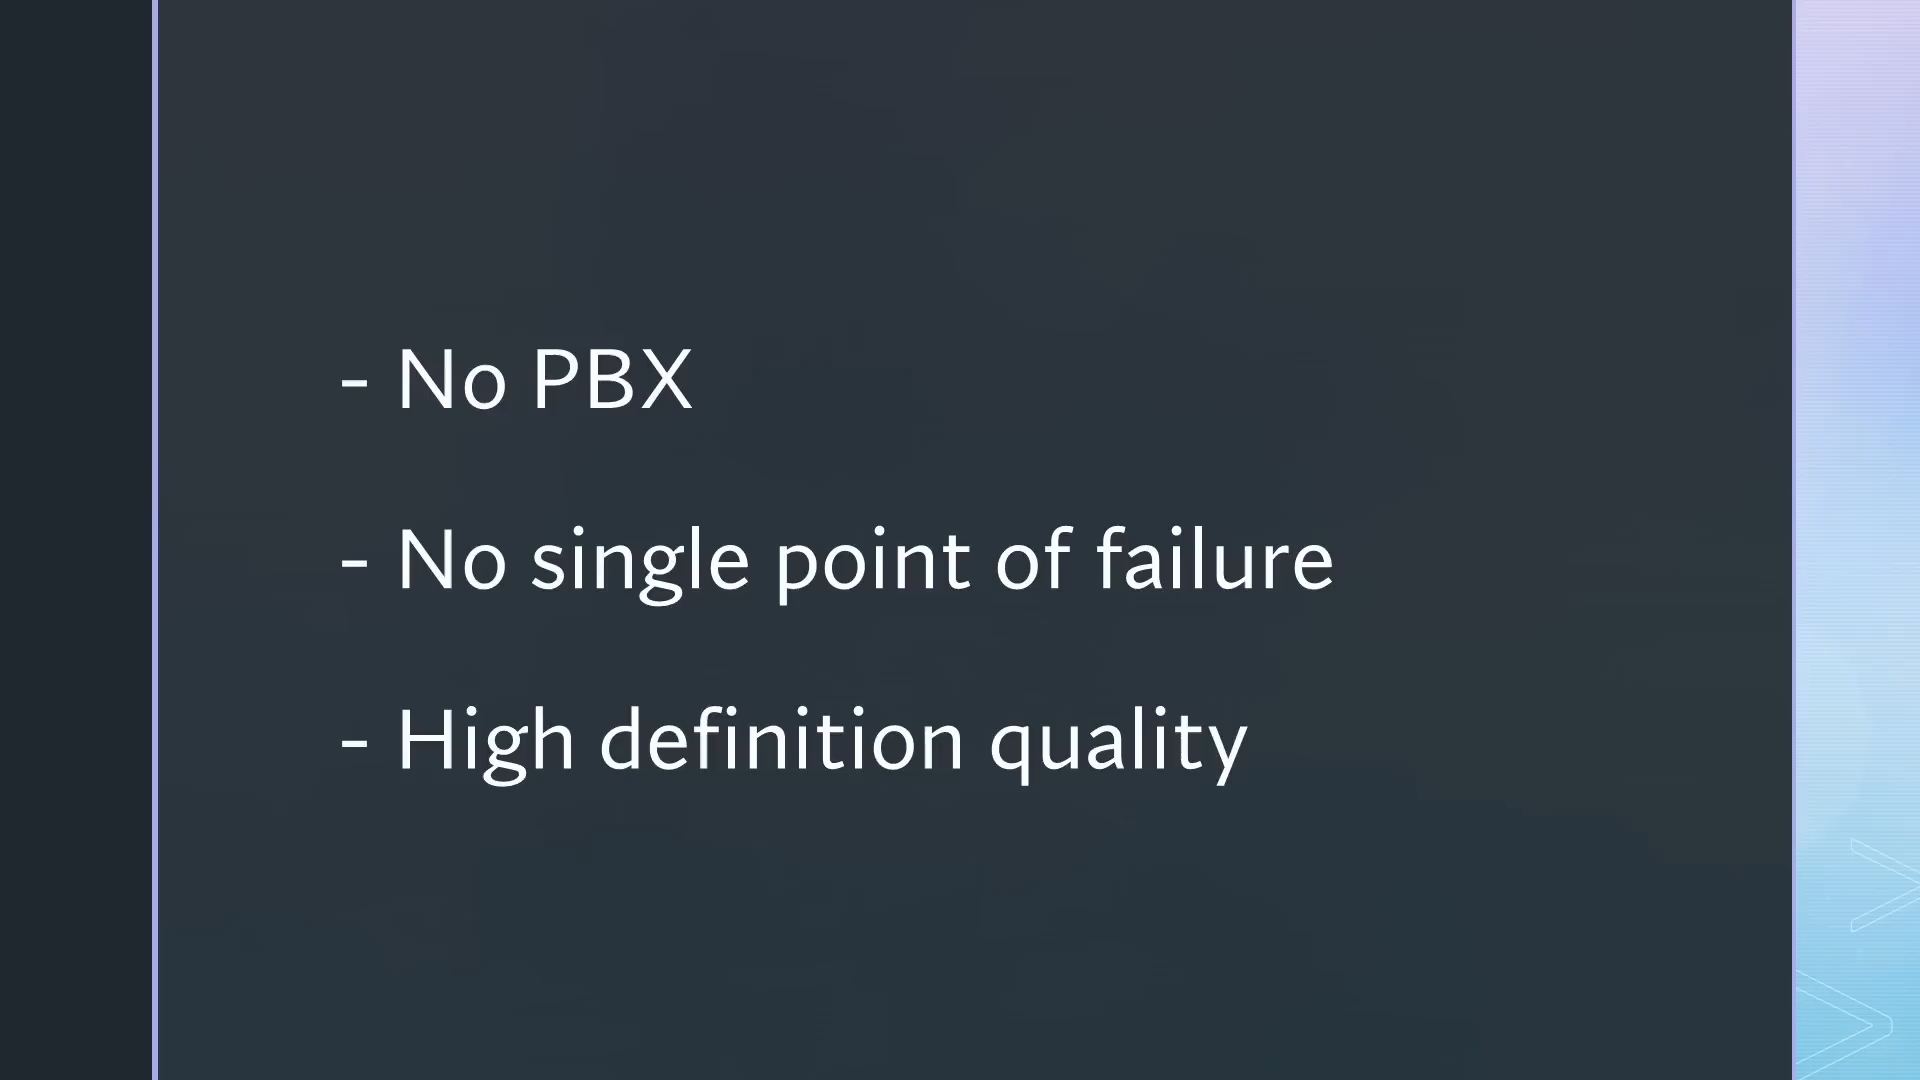 - No PBX
- No single point of failure
- High definition quality